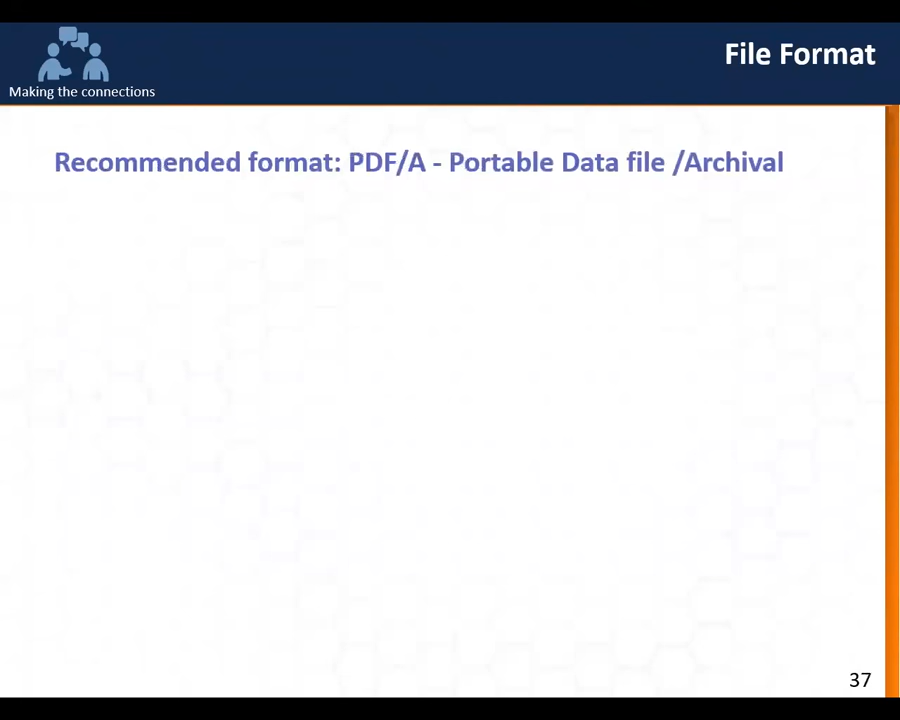 File Format
Making the connections
Recommended format: PDF/A - Portable Data file /Archival
37